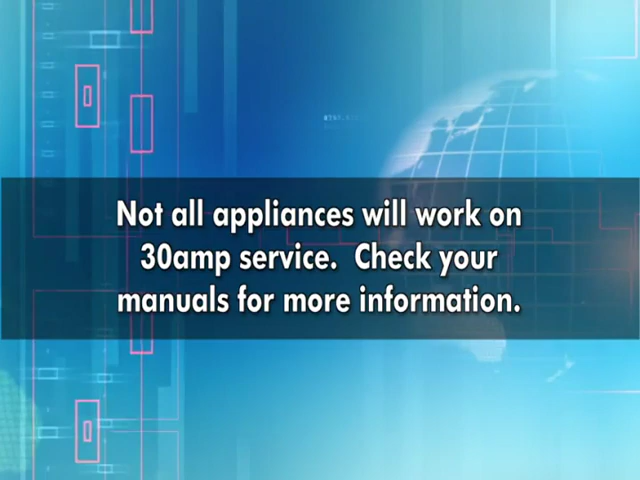 Not all appliances will work on
30amp service.  Check your
manuals for more information.